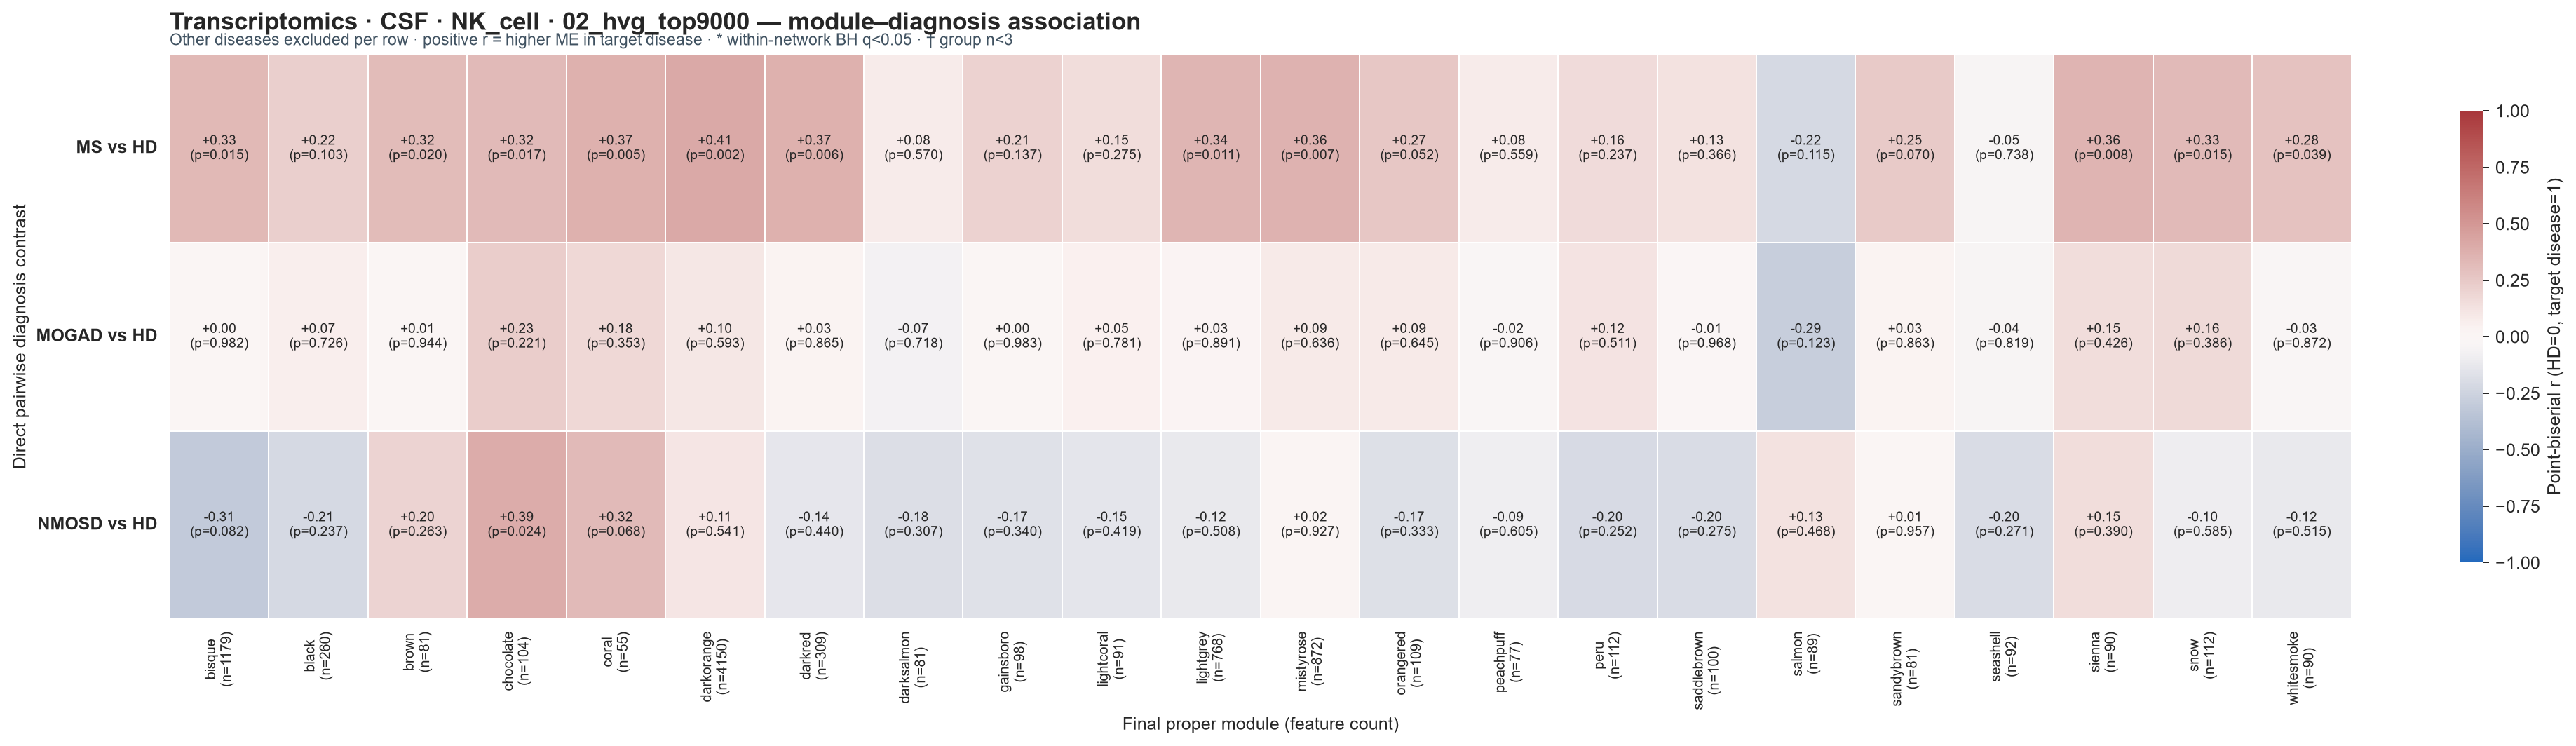 Transcriptomics · CSF · NK_cell · 02_hvg_top9000 — module–diagnosis association
Other diseases excluded per row · positive r = higher ME in target disease · * within-network BH q<0.05 · † group n<3
Direct pairwise diagnosis contrast
MS vs HD
+0.33 +0.22 +0.32 +0.32 +0.37 +0.41 +0.37 +0.08 +0.21 +0.15 +0.34 +0.36 +0.27 +0.08 +0.16 +0.13 -0.22 +0.25 -0.05 +0.36 +0.33 +0.28
(p=0.015) (p=0.103) (p=0.020) (p=0.017) (p=0.005) (p=0.002) (p=0.006) (p=0.570) (p=0.137) (p=0.275) (p=0.011) (p=0.007) (p=0.052) (p=0.559) (p=0.237) (p=0.366) (p=0.115) (p=0.070) (p=0.738) (p=0.008) (p=0.015) (p=0.039)
MOGAD vs HD
+0.00 +0.07 +0.01 +0.23 +0.18 +0.10 +0.03 -0.07 +0.00 +0.05 +0.03 +0.09 +0.09 -0.02 +0.12 -0.01 -0.29 +0.03 -0.04 +0.15 +0.16 -0.03
(p=0.982) (p=0.726) (p=0.944) (p=0.221) (p=0.353) (p=0.593) (p=0.865) (p=0.718) (p=0.983) (p=0.781) (p=0.891) (p=0.636) (p=0.645) (p=0.906) (p=0.511) (p=0.968) (p=0.123) (p=0.863) (p=0.819) (p=0.426) (p=0.386) (p=0.872)
NMOSD vs HD
-0.31 -0.21 +0.20 +0.39 +0.32 +0.11 -0.14 -0.18 -0.17 -0.15 -0.12 +0.02 -0.17 -0.09 -0.20 -0.20 +0.13 +0.01 -0.20 +0.15 -0.10 -0.12
(p=0.082) (p=0.237) (p=0.263) (p=0.024) (p=0.068) (p=0.541) (p=0.440) (p=0.307) (p=0.340) (p=0.419) (p=0.508) (p=0.927) (p=0.333) (p=0.605) (p=0.252) (p=0.275) (p=0.468) (p=0.957) (p=0.271) (p=0.390) (p=0.585) (p=0.515)
bisque
(n=1179)
black
(n=260)
brown
(n=81)
chocolate
(n=104)
coral
(n=55)
darkorange
(n=4150)
darkred
(n=309)
darksalmon
(n=81)
gainsboro
(n=98)
lightcoral
(n=91)
lightgrey
(n=768)
mistyrose
(n=872)
orangered
(n=109)
peachpuff
(n=77)
peru
(n=112)
saddlebrown
(n=100)
salmon
(n=89)
sandybrown
(n=81)
seashell
(n=92)
sienna
(n=90)
snow
(n=112)
whitesmoke
(n=90)
Final proper module (feature count)
1.00
0.75
0.50
0.25
0.00
−0.25
−0.50
−0.75
−1.00
Point-biserial r (HD=0, target disease=1)